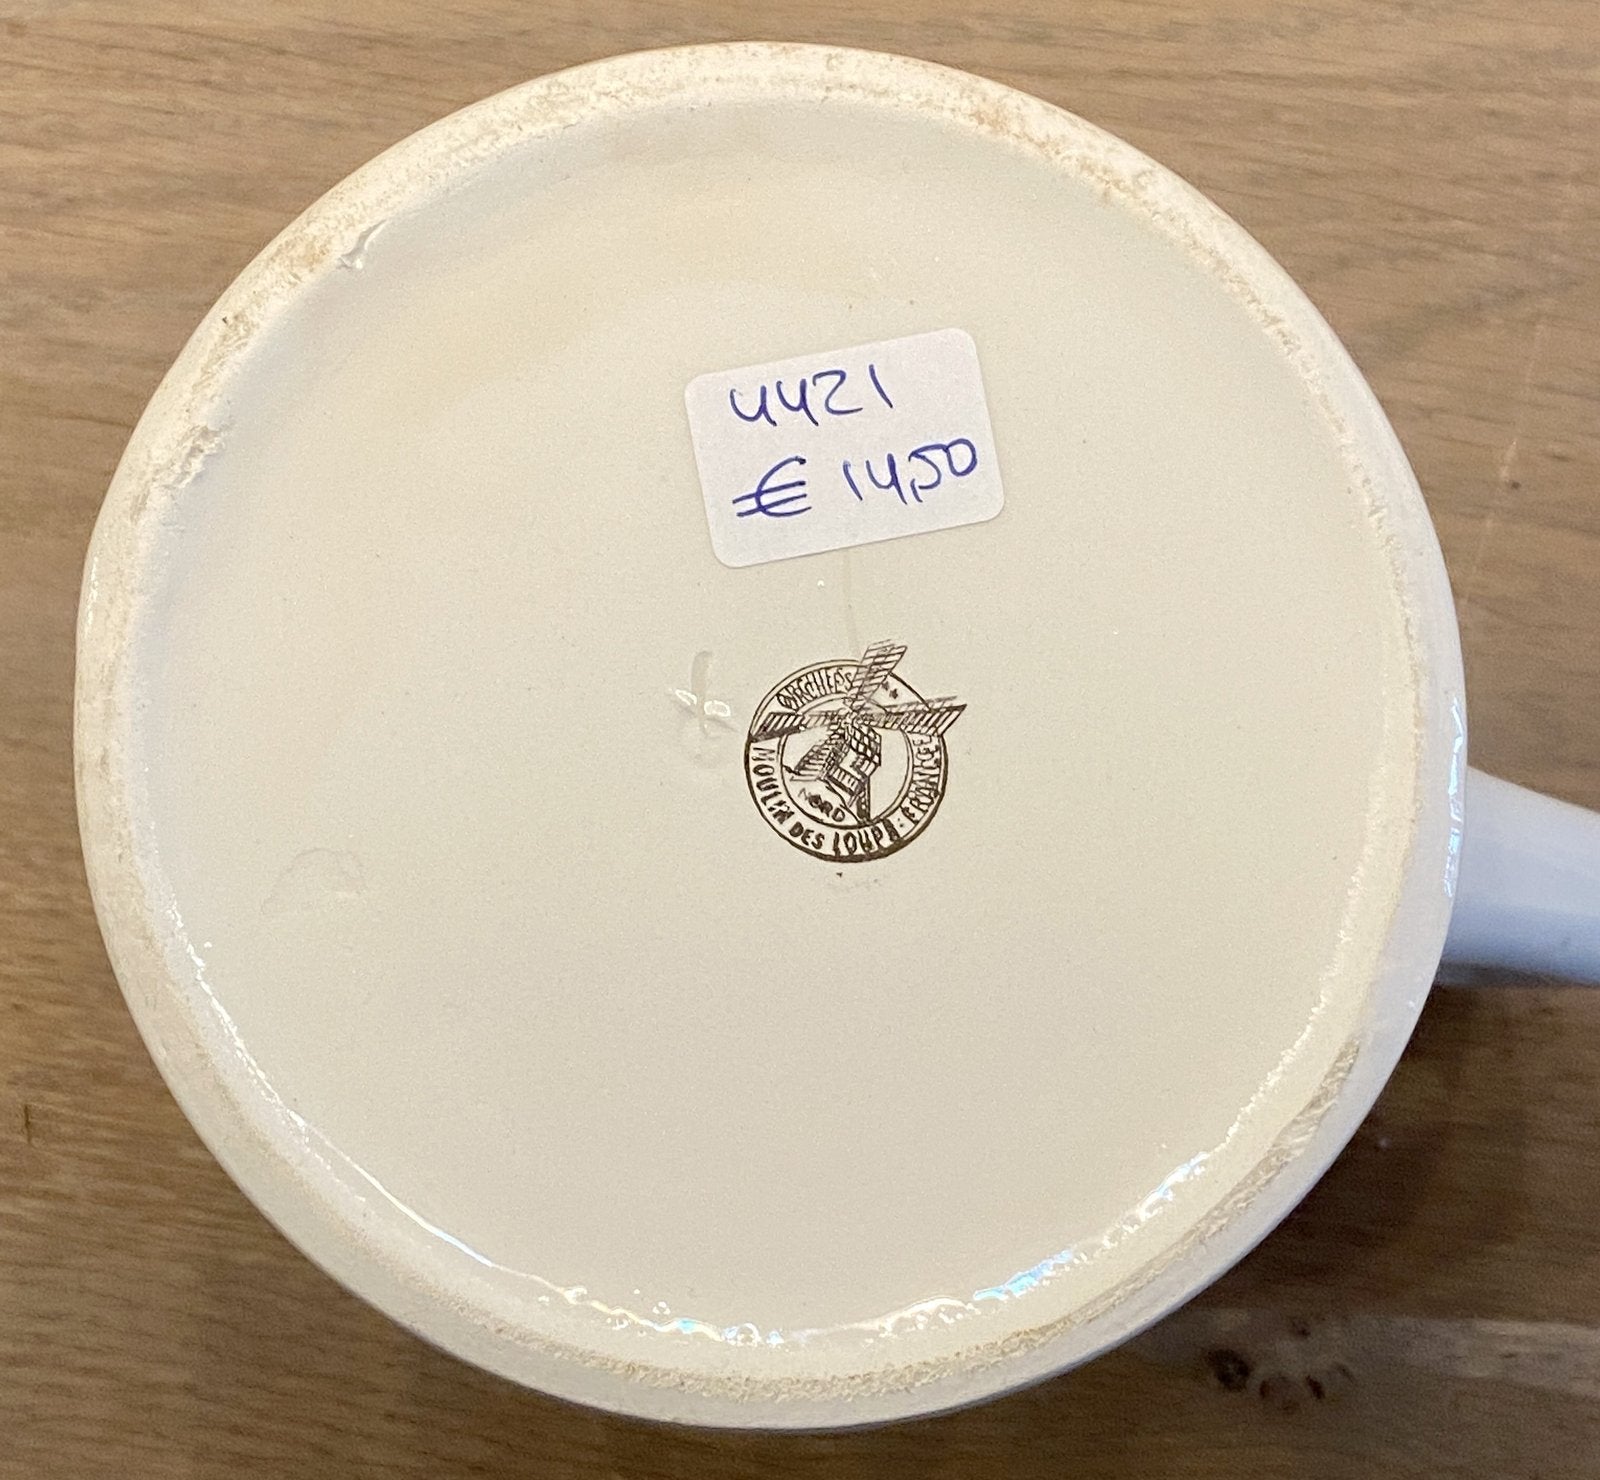 4421
€ 14,50
ORCHIES
MOULIN DES LOUPS
FRANCE
NORD